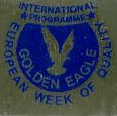 INTERNATIONAL
PROGRAMME
GOLDEN EAGLE
EUROPEAN WEEK OF QUALITY